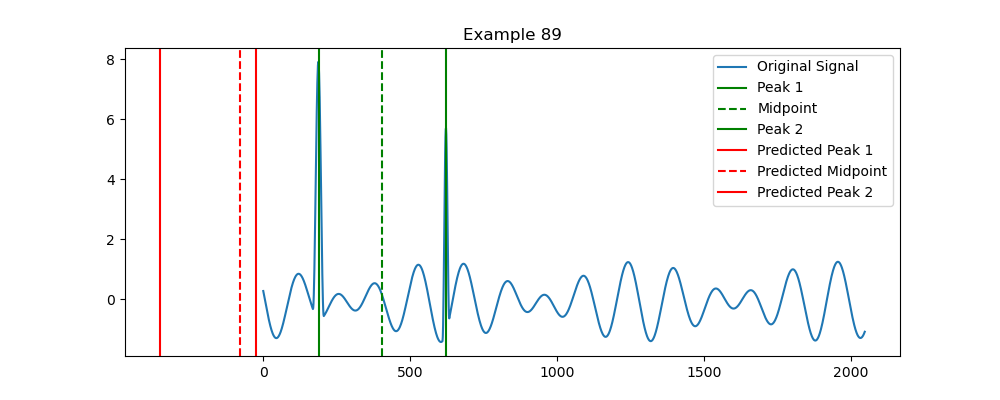 Example 89
Original Signal
Peak 1
Midpoint
Peak 2
Predicted Peak 1
Predicted Midpoint
Predicted Peak 2
8
6
4
2
0
0 500 1000 1500 2000